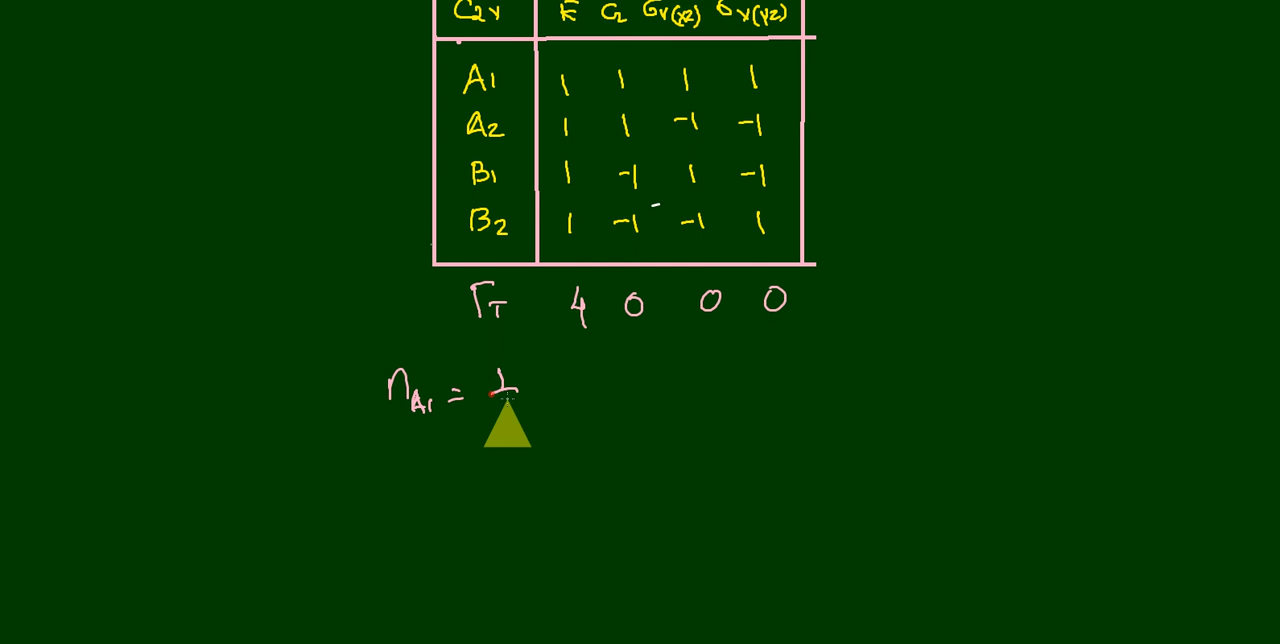 C2v E C2 σv(xz) σv(yz)
A1 1 1 1 1
A2 1 1 -1 -1
B1 1 -1 1 -1
B2 1 -1 -1 1
ΓT 4 0 0 0
nA1 = 1